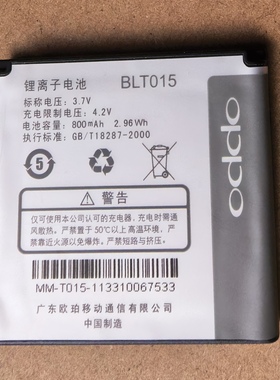 锂离子电池 BLT015
标称电压：3.7V
充电限制电压：4.2V
电池容量：800mAh 2.96Wh
执行标准：GB/T18287-2000
5
oppo
警告
仅可使用本公司认可的充电器，充电时需通
风散热。严禁放置于50℃以上高温环境，严
禁靠近火源以免危险，不可短路、挤压。
MM-T015-113310067533
广东欧珀移动通信有限公司
中国制造